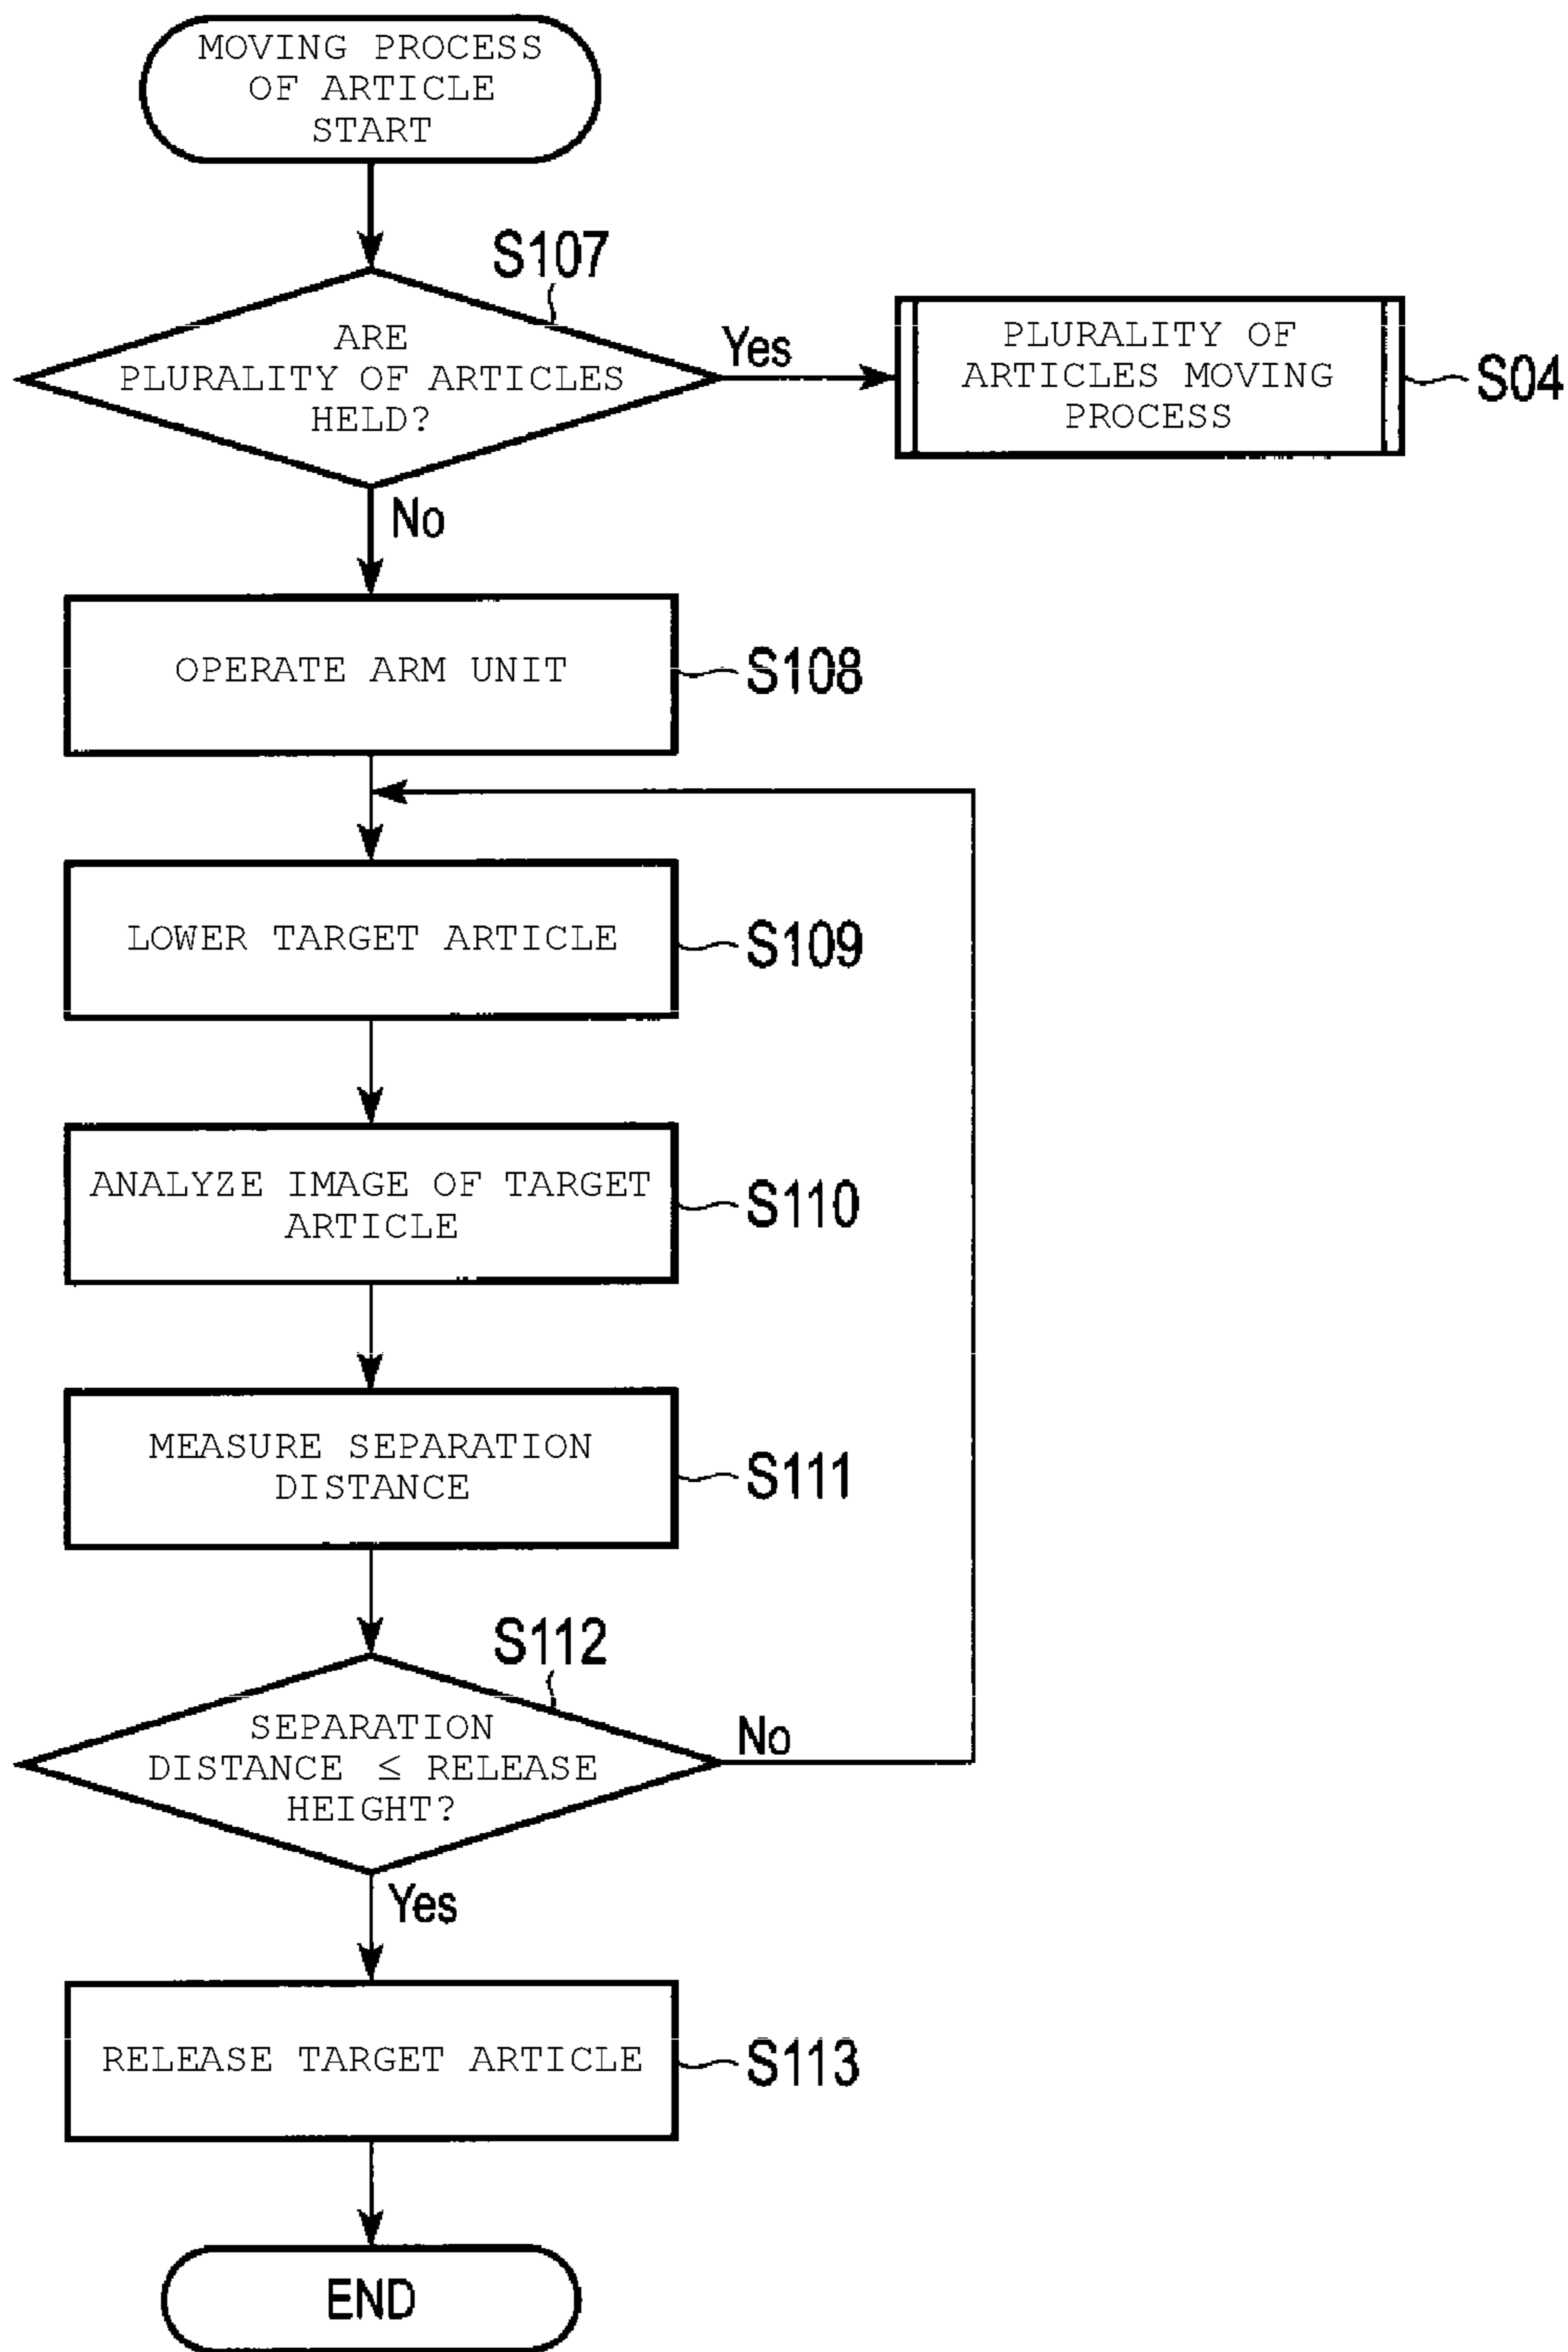 MOVING PROCESS
OF ARTICLE
START
S107
ARE
PLURALITY OF ARTICLES
HELD?
Yes
PLURALITY OF
ARTICLES MOVING
PROCESS
S04
No
OPERATE ARM UNIT
S108
LOWER TARGET ARTICLE
S109
ANALYZE IMAGE OF TARGET
ARTICLE
S110
MEASURE SEPARATION
DISTANCE
S111
S112
SEPARATION
DISTANCE ≤ RELEASE
HEIGHT?
No
Yes
RELEASE TARGET ARTICLE
S113
END